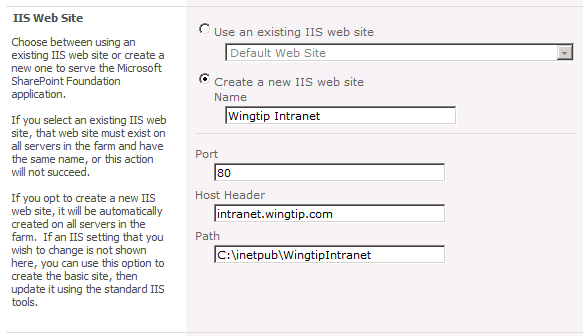 IIS Web Site
Choose between using an
existing IIS web site or create a
new one to serve the Microsoft
SharePoint Foundation
application.
If you select an existing IIS web
site, that web site must exist on
all servers in the farm and have
the same name, or this action
will not succeed.
If you opt to create a new IIS
web site, it will be automatically
created on all servers in the
farm.  If an IIS setting that you
wish to change is not shown
here, you can use this option to
create the basic site, then
update it using the standard IIS
tools.
Use an existing IIS web site
Default Web Site
Create a new IIS web site
Name
Wingtip Intranet
Port
80
Host Header
intranet.wingtip.com
Path
C:\inetpub\WingtipIntranet